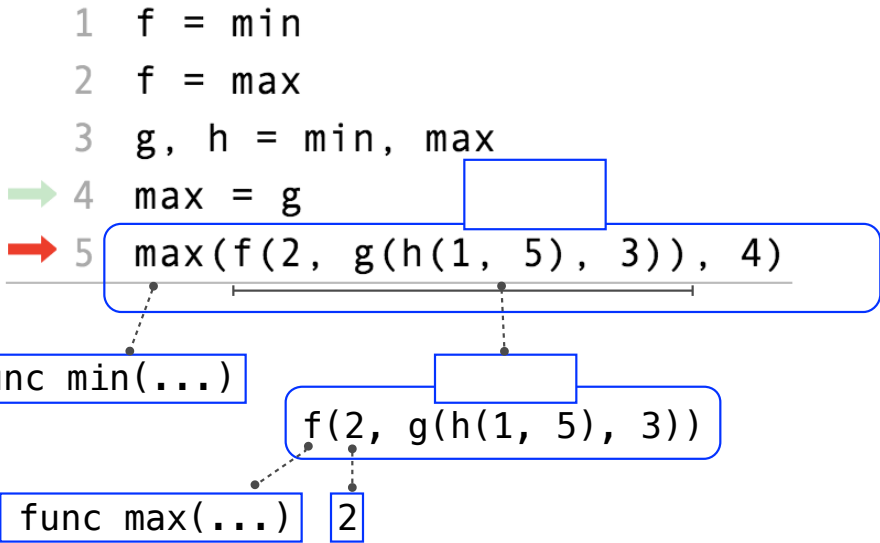 1 f = min
2 f = max
3 g, h = min, max
4 max = g
5 max(f(2, g(h(1, 5), 3)), 4)
min(...)
f(2, g(h(1, 5), 3))
func max(...)
2